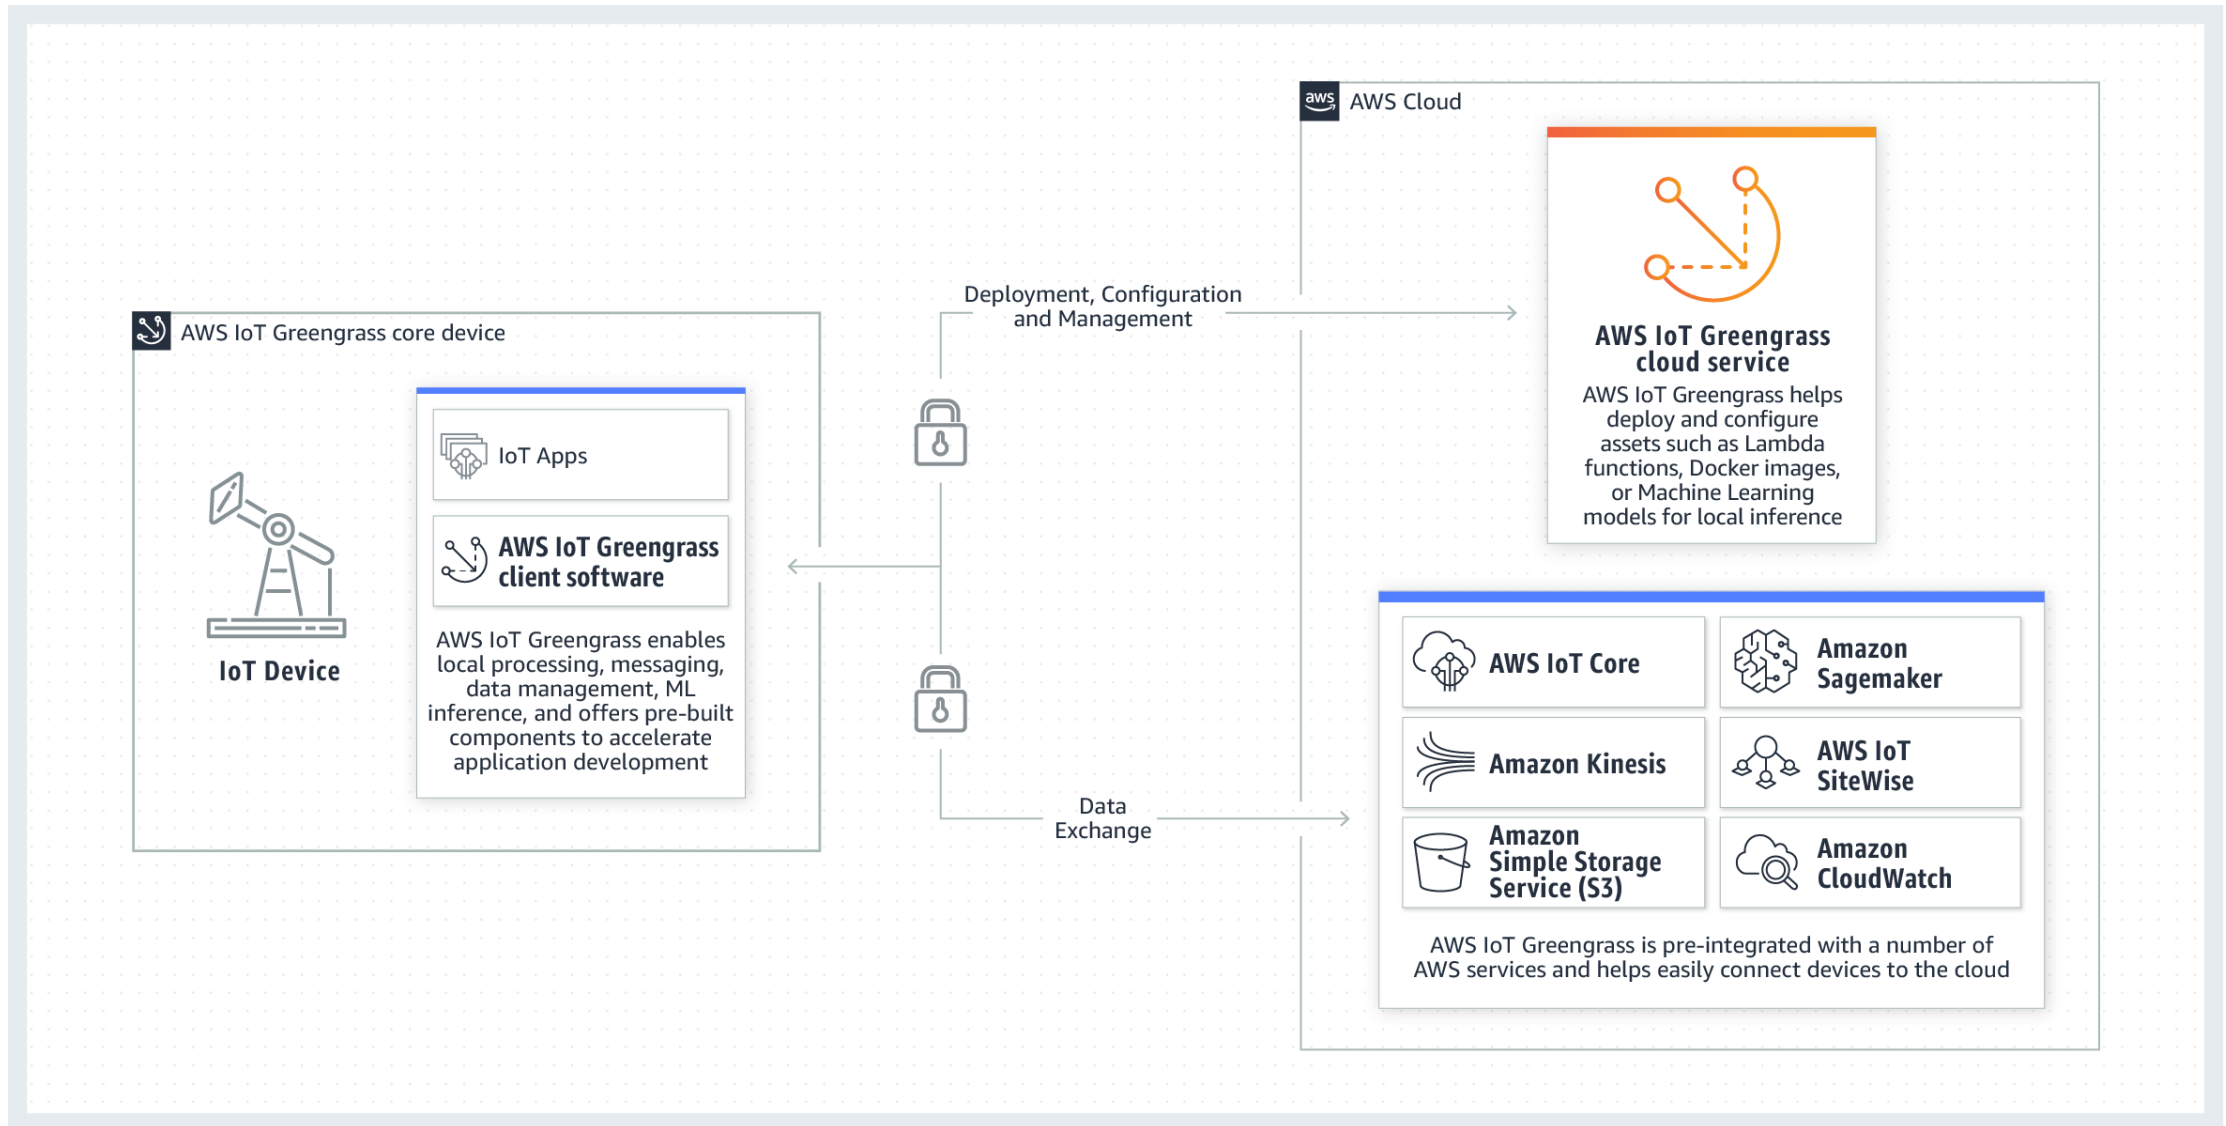 aws
AWS Cloud
AWS IoT Greengrass
cloud service
AWS IoT Greengrass helps
deploy and configure
assets such as Lambda
functions, Docker images,
or Machine Learning
models for local inference
Deployment, Configuration
and Management
AWS IoT Greengrass core device
IoT Apps
AWS IoT Greengrass
client software
AWS IoT Greengrass enables
local processing, messaging,
data management, ML
inference, and offers pre-built
components to accelerate
application development
IoT Device
Data
Exchange
AWS IoT Core
Amazon
Sagemaker
Amazon Kinesis
AWS IoT
SiteWise
Amazon
Simple Storage
Service (S3)
Amazon
CloudWatch
AWS IoT Greengrass is pre-integrated with a number of
AWS services and helps easily connect devices to the cloud